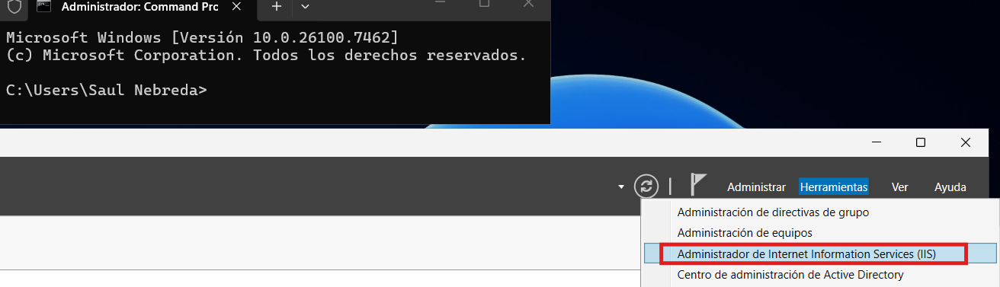 Administrador: Command Pro
Microsoft Windows [Versión 10.0.26100.7462]
(c) Microsoft Corporation. Todos los derechos reservados.
C:\Users\Saul Nebreda>
Administrar Herramientas Ver Ayuda
Administración de directivas de grupo
Administración de equipos
Administrador de Internet Information Services (IIS)
Centro de administración de Active Directory